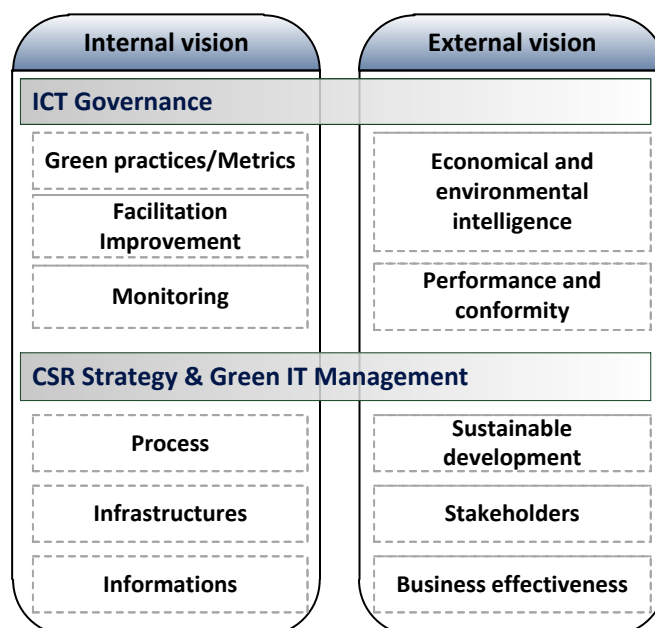 Internal vision
External vision
ICT Governance
Green practices/Metrics
Facilitation
Improvement
Monitoring
Economical and
environmental
intelligence
Performance and
conformity
CSR Strategy & Green IT Management
Process
Infrastructures
Informations
Sustainable
development
Stakeholders
Business effectiveness